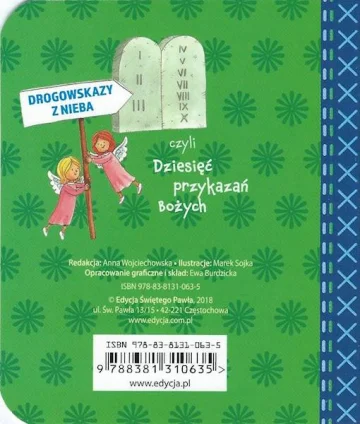 I
II
III
IV
V
VI
VII
VIII
IX
X
DROGOWSKAZY
Z NIEBA
czyli
Dziesięć
przykazań
Bożych
Redakcja: Anna Wojciechowska • Ilustracje: Marek Sojka
Opracowanie graficzne i skład: Ewa Burdzicka
ISBN 978-83-8131-063-5
© Edycja Świętego Pawła, 2018
ul. Św. Pawła 13/15 • 42-221 Częstochowa
www.edycja.com.pl
ISBN 978-83-8131-063-5
9 788381 310635 >
www.edycja.pl